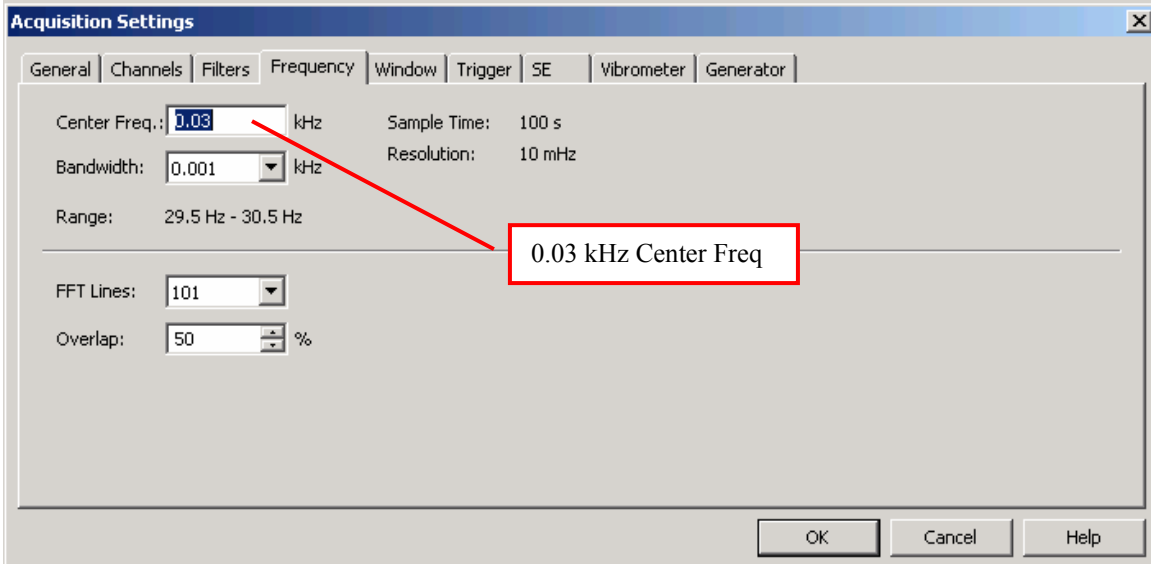 Acquisition Settings
General Channels Filters Frequency Window Trigger SE Vibrometer Generator
Center Freq.: 0.03 kHz Sample Time: 100 s
Bandwidth: 0.001 kHz Resolution: 10 mHz
Range: 29.5 Hz - 30.5 Hz
0.03 kHz Center Freq
FFT Lines: 101
Overlap: 50 %
OK Cancel Help